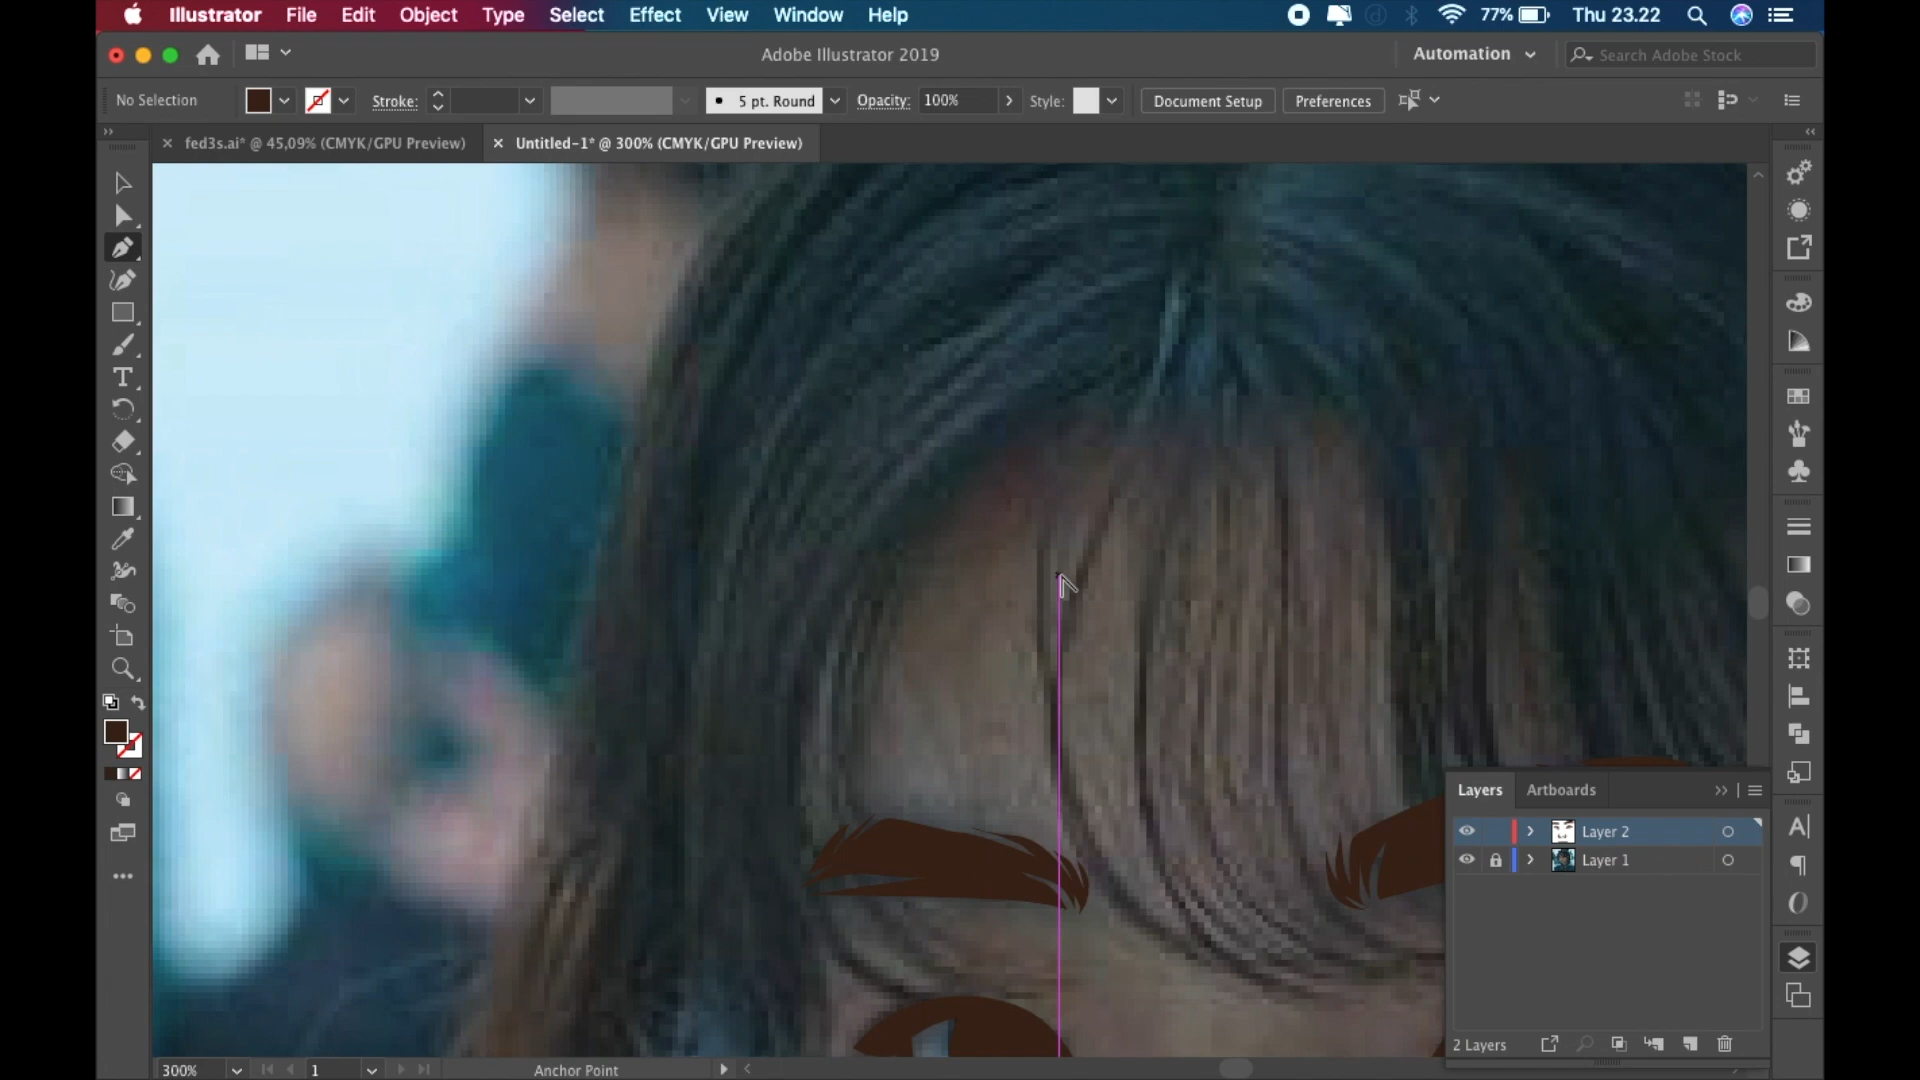 Illustrator File Edit Object Type Select Effect View Window Help 77% Thu 23.22
Adobe Illustrator 2019 Automation Search Adobe Stock
No Selection Stroke: 5 pt. Round Opacity: 100% Style: Document Setup Preferences
fed3s.ai* @ 45,09% (CMYK/GPU Preview) Untitled-1* @ 300% (CMYK/GPU Preview)
Layers Artboards
Layer 2
Layer 1
2 Layers
300% 1 Anchor Point